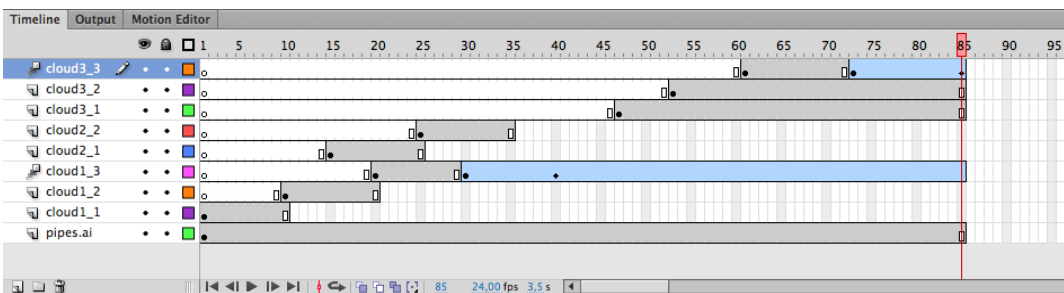 Timeline Output Motion Editor
1 5 10 15 20 25 30 35 40 45 50 55 60 65 70 75 80 85 90 95
cloud3_3
cloud3_2
cloud3_1
cloud2_2
cloud2_1
cloud1_3
cloud1_2
cloud1_1
pipes.ai
85 24,00 fps 3,5 s